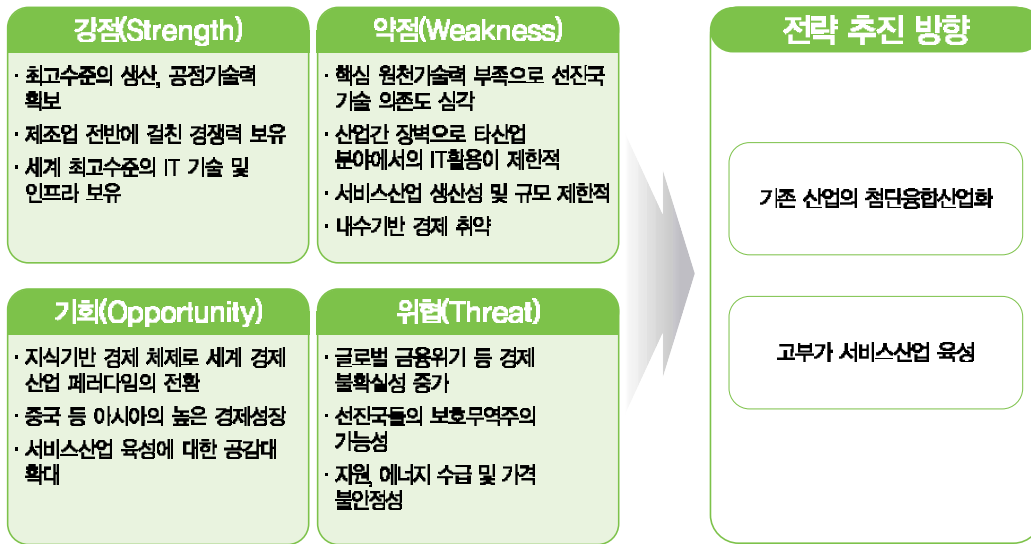 강점(Strength)
· 최고수준의 생산, 공정기술력
확보
· 제조업 전반에 걸친 경쟁력 보유
· 세계 최고수준의 IT 기술 및
인프라 보유
약점(Weakness)
· 핵심 원천기술력 부족으로 선진국
기술 의존도 심각
· 산업간 장벽으로 타산업
분야에서의 IT활용이 제한적
· 서비스산업 생산성 및 규모 제한적
· 내수기반 경제 취약
기회(Opportunity)
· 지식기반 경제 체제로 세계 경제
산업 페러다임의 전환
· 중국 등 아시아의 높은 경제성장
· 서비스산업 육성에 대한 공감대
확대
위협(Threat)
· 글로벌 금융위기 등 경제
불확실성 증가
· 선진국들의 보호무역주의
가능성
· 자원, 에너지 수급 및 가격
불안정성
전략 추진 방향
기존 산업의 첨단융합산업화
고부가 서비스산업 육성